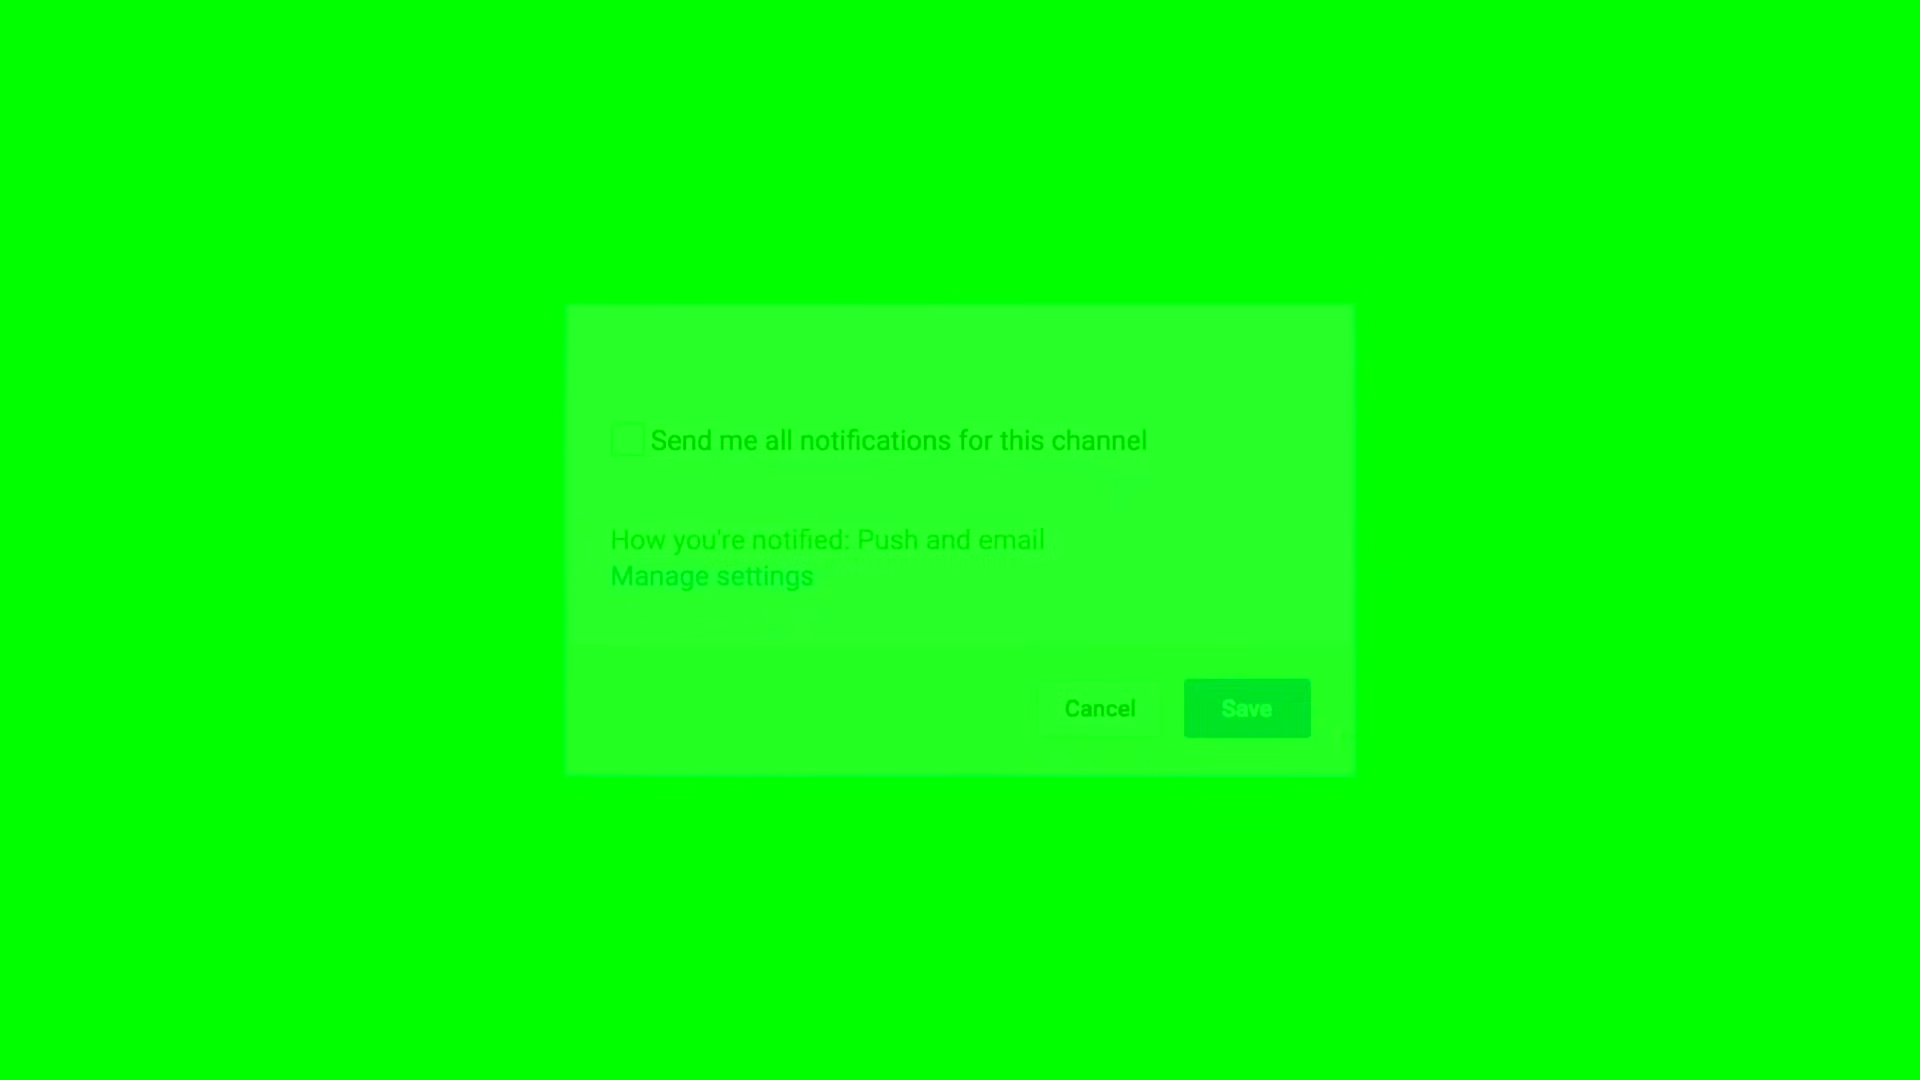 Send me all notifications for this channel
How you're notified: Push and email
Manage settings
Cancel
Save